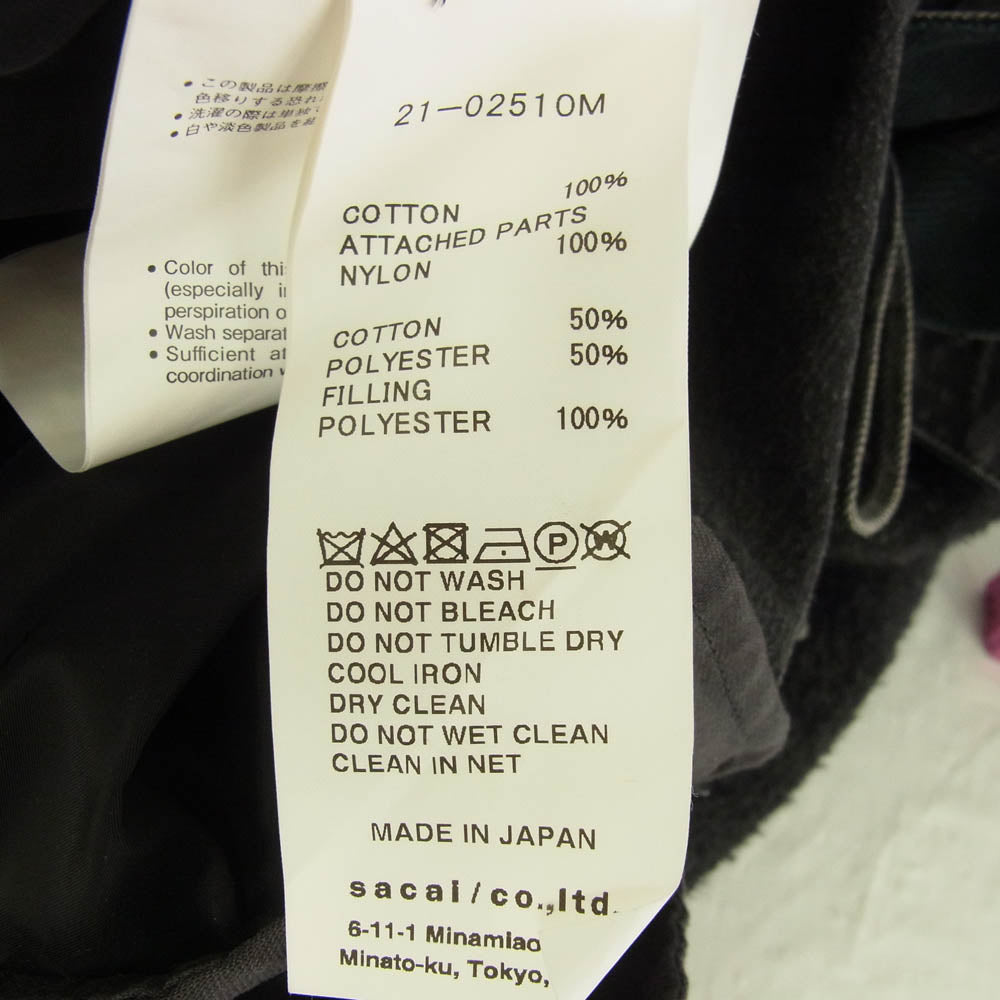 この製品は摩擦
色移りする恐れ
洗濯の際は単独
白や淡色製品を
• Color of thi
(especially i
perspiration o
• Wash separat
• Sufficient at
coordination w
21-02510M
COTTON 100%
ATTACHED PARTS
NYLON 100%
COTTON 50%
POLYESTER 50%
FILLING
POLYESTER 100%
P W
DO NOT WASH
DO NOT BLEACH
DO NOT TUMBLE DRY
COOL IRON
DRY CLEAN
DO NOT WET CLEAN
CLEAN IN NET
MADE IN JAPAN
sacai / co.,ltd.
6-11-1 Minamiao
Minato-ku, Tokyo,